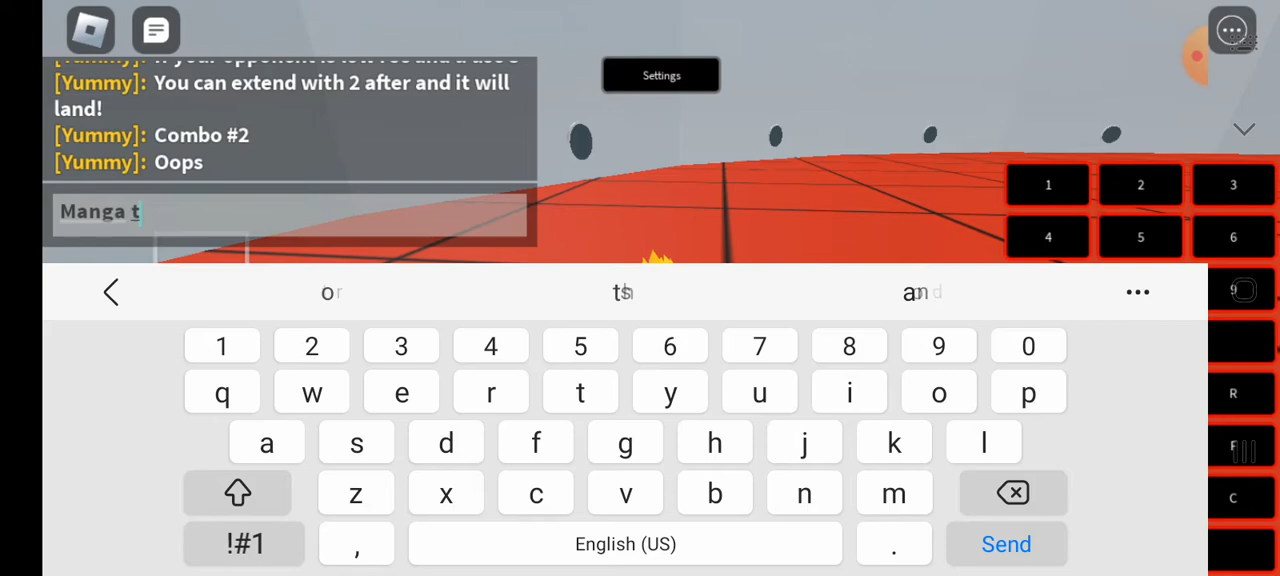 [Yummy]: You can extend with 2 after and it will
land!
[Yummy]: Combo #2
[Yummy]: Oops
Manga t
Settings
1 2 3
4 5 6
9
R
C
1 2 3 4 5 6 7 8 9 0
q w e r t y u i o p
a s d f g h j k l
z x c v b n m
!#1 , English (US) . Send